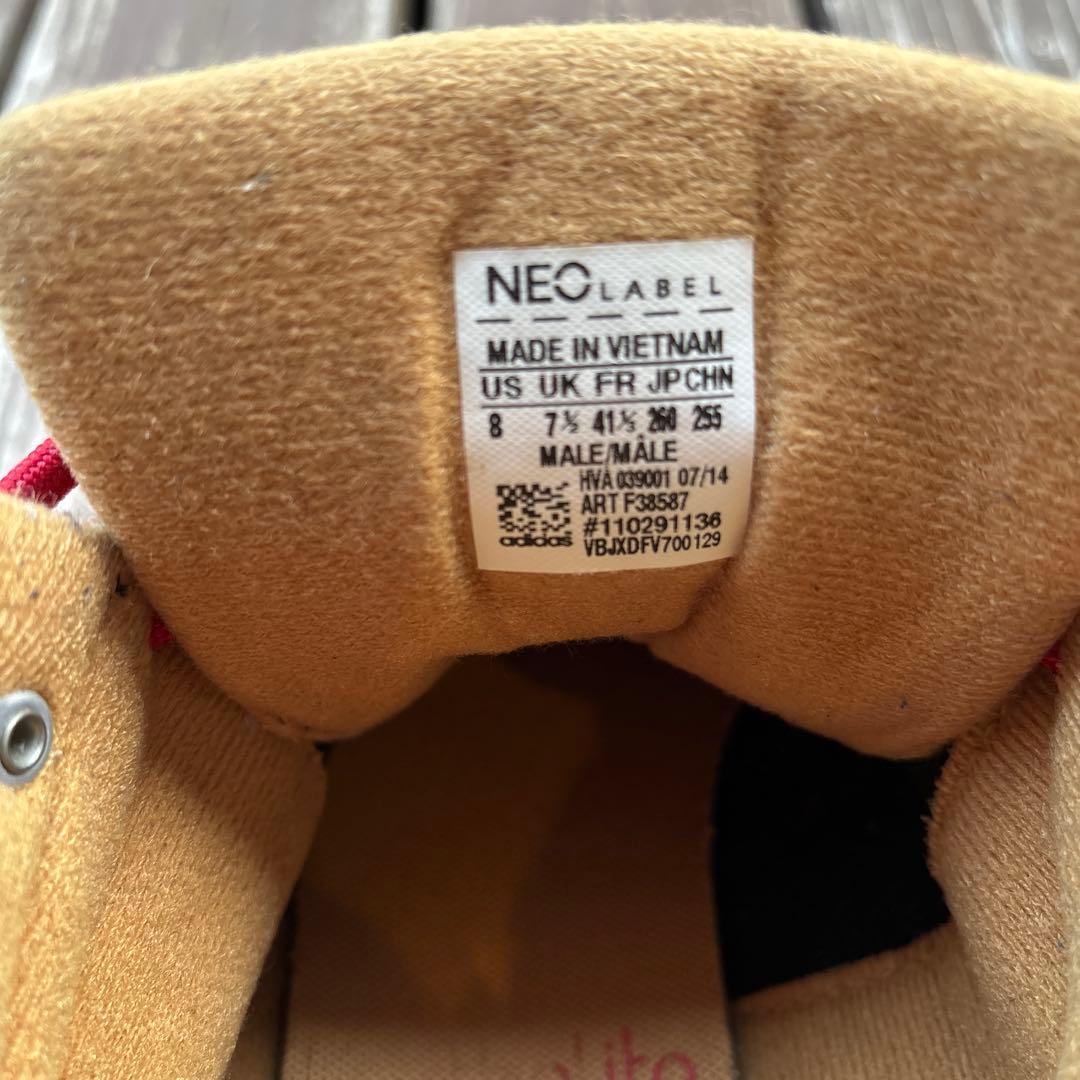 NEO LABEL
MADE IN VIETNAM
US UK FR JP CHN
8 7½ 41⅓ 260 255
MALE/MÂLE
HVA 039001 07/14
ART F38587
#110291136
adidas VBJXDFV700129